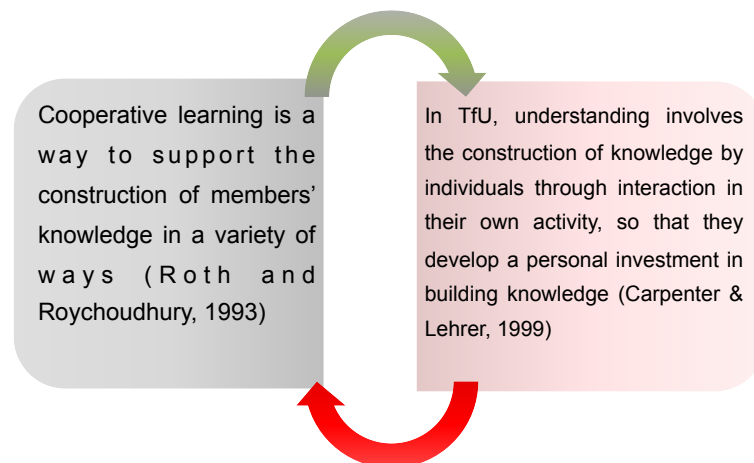 Cooperative learning is a
way to support the
construction of members’
knowledge in a variety of
ways (Roth and
Roychoudhury, 1993)
In TfU, understanding involves
the construction of knowledge by
individuals through interaction in
their own activity, so that they
develop a personal investment in
building knowledge (Carpenter &
Lehrer, 1999)